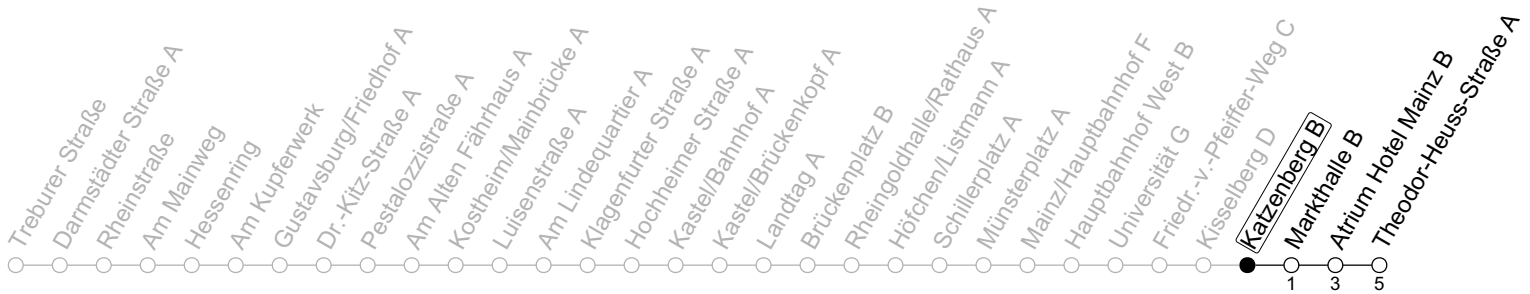 Treburer Straße
Darmstädter Straße A
Rheinstraße
Am Mainweg
Hessenring
Am Kupferwerk
Gustavsburg/Friedhof A
Dr.-Kitz-Straße A
Pestalozzistraße A
Am Alten Fährhaus A
Kostheim/Mainbrücke A
Luisenstraße A
Am Lindequartier A
Klagenfurter Straße A
Hochheimer Straße A
Kastel/Bahnhof A
Kastel/Brückenkopf A
Landtag A
Brückenplatz B
Rheingoldhalle/Rathaus A
Höfchen/Listmann A
Schillerplatz A
Münsterplatz A
Mainz/Hauptbahnhof F
Hauptbahnhof West B
Universität G
Friedr.-v.-Pfeiffer-Weg C
Kisselberg D
Katzenberg B
Markthalle B
Atrium Hotel Mainz B
Theodor-Heuss-Straße A
1 3 5